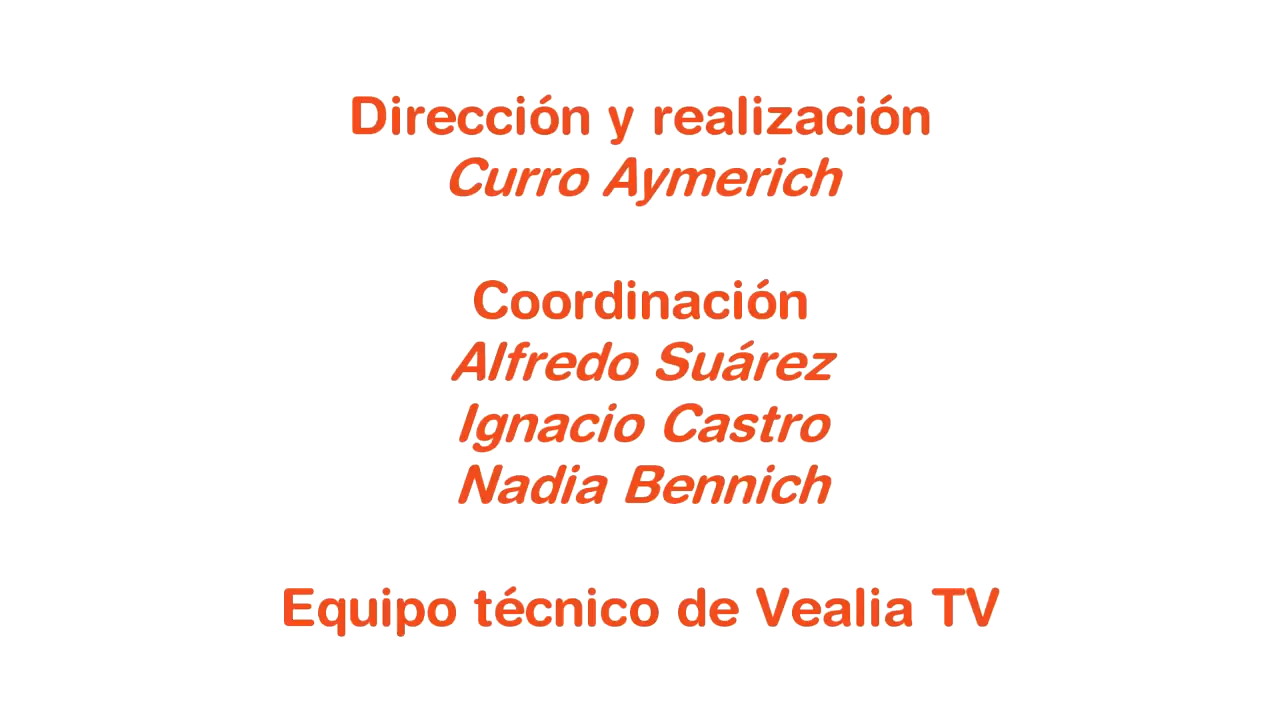 Dirección y realización
Curro Aymerich
Coordinación
Alfredo Suárez
Ignacio Castro
Nadia Bennich
Equipo técnico de Vealia TV